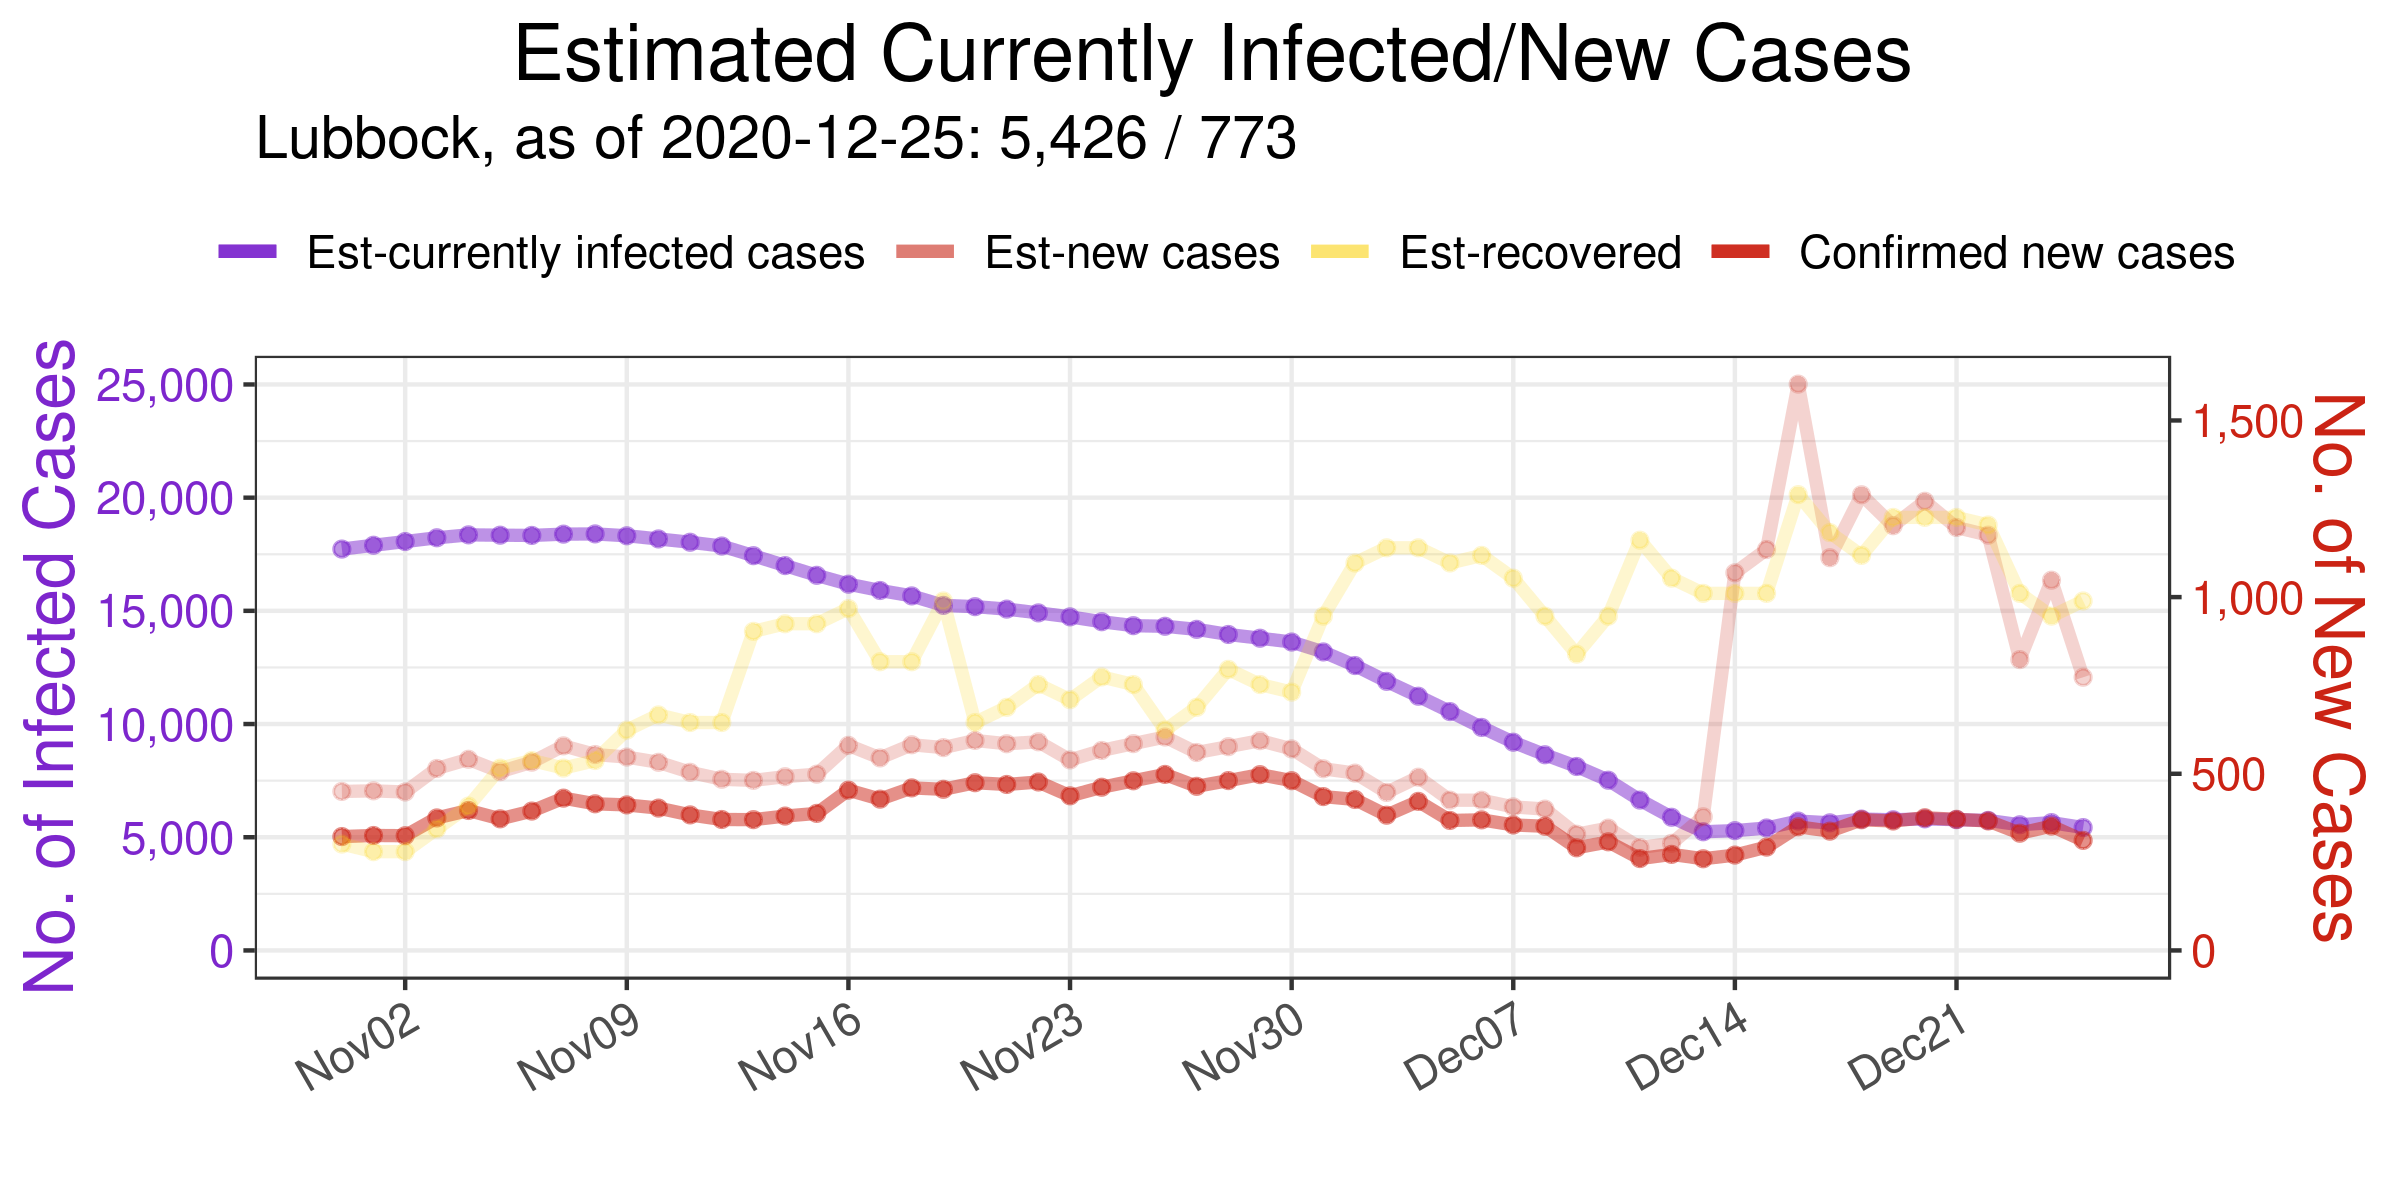 Estimated Currently Infected/New Cases
Lubbock, as of 2020-12-25: 5,426 / 773
Est-currently infected cases Est-new cases Est-recovered Confirmed new cases
No. of Infected Cases
25,000
20,000
15,000
10,000
5,000
0
1,500
1,000
500
0
No. of New Cases
Nov02 Nov09 Nov16 Nov23 Nov30 Dec07 Dec14 Dec21